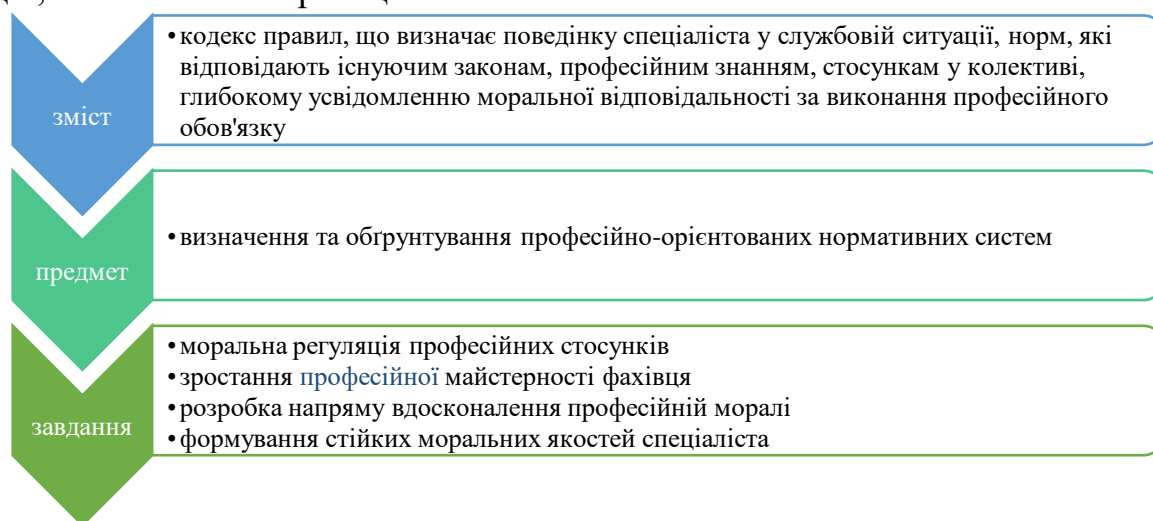 зміст
• кодекс правил, що визначає поведінку спеціаліста у службовій ситуації, норм, які
відповідають існуючим законам, професійним знанням, стосункам у колективі,
глибокому усвідомленню моральної відповідальності за виконання професійного
обов'язку
предмет
• визначення та обґрунтування професійно-орієнтованих нормативних систем
завдання
• моральна регуляція професійних стосунків
• зростання професійної майстерності фахівця
• розробка напряму вдосконалення професійній моралі
• формування стійких моральних якостей спеціаліста